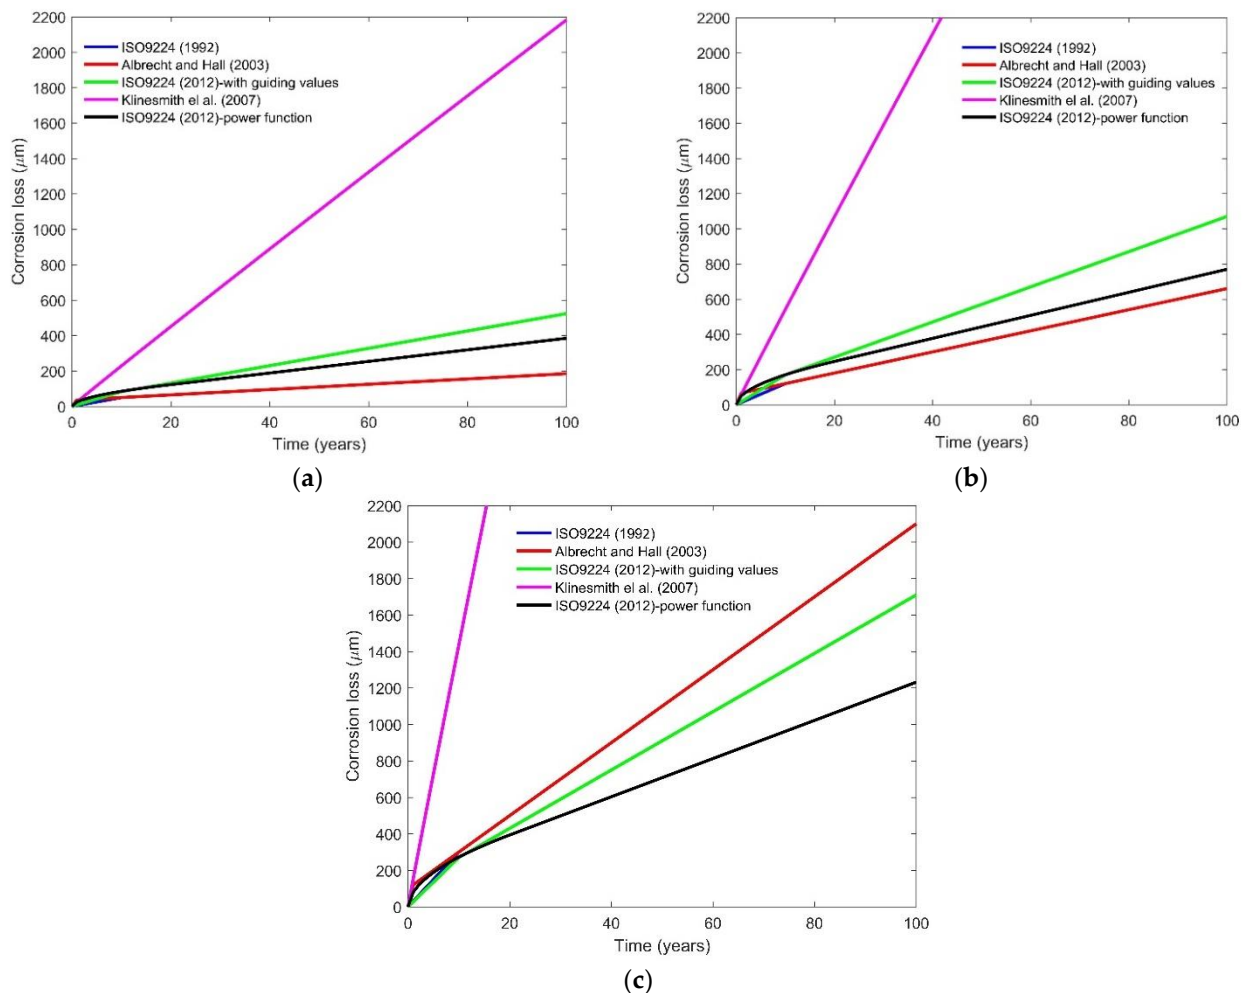 2200
2000
1800
1600
1400
1200
1000
800
600
400
200
0
Corrosion loss (μm)
ISO9224 (1992)
Albrecht and Hall (2003)
ISO9224 (2012)-with guiding values
Klinesmith el al. (2007)
ISO9224 (2012)-power function
0 20 40 60 80 100
Time (years)
(a)
2200
2000
1800
1600
1400
1200
1000
800
600
400
200
0
Corrosion loss (μm)
ISO9224 (1992)
Albrecht and Hall (2003)
ISO9224 (2012)-with guiding values
Klinesmith el al. (2007)
ISO9224 (2012)-power function
0 20 40 60 80 100
Time (years)
(b)
2200
2000
1800
1600
1400
1200
1000
800
600
400
200
0
Corrosion loss (μm)
ISO9224 (1992)
Albrecht and Hall (2003)
ISO9224 (2012)-with guiding values
Klinesmith el al. (2007)
ISO9224 (2012)-power function
0 20 40 60 80 100
Time (years)
(c)